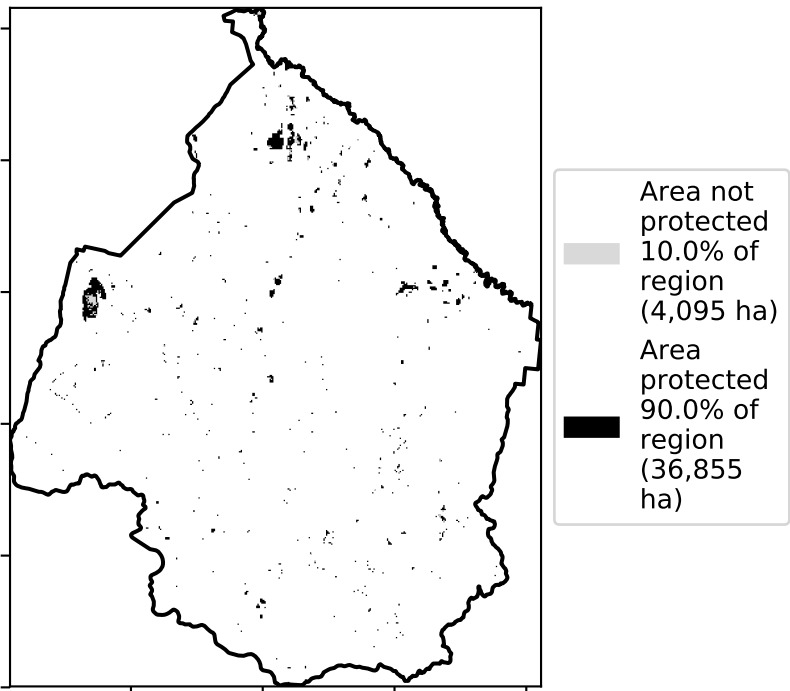 Area not
protected
10.0% of
region
(4,095 ha)
Area
protected
90.0% of
region
(36,855
ha)